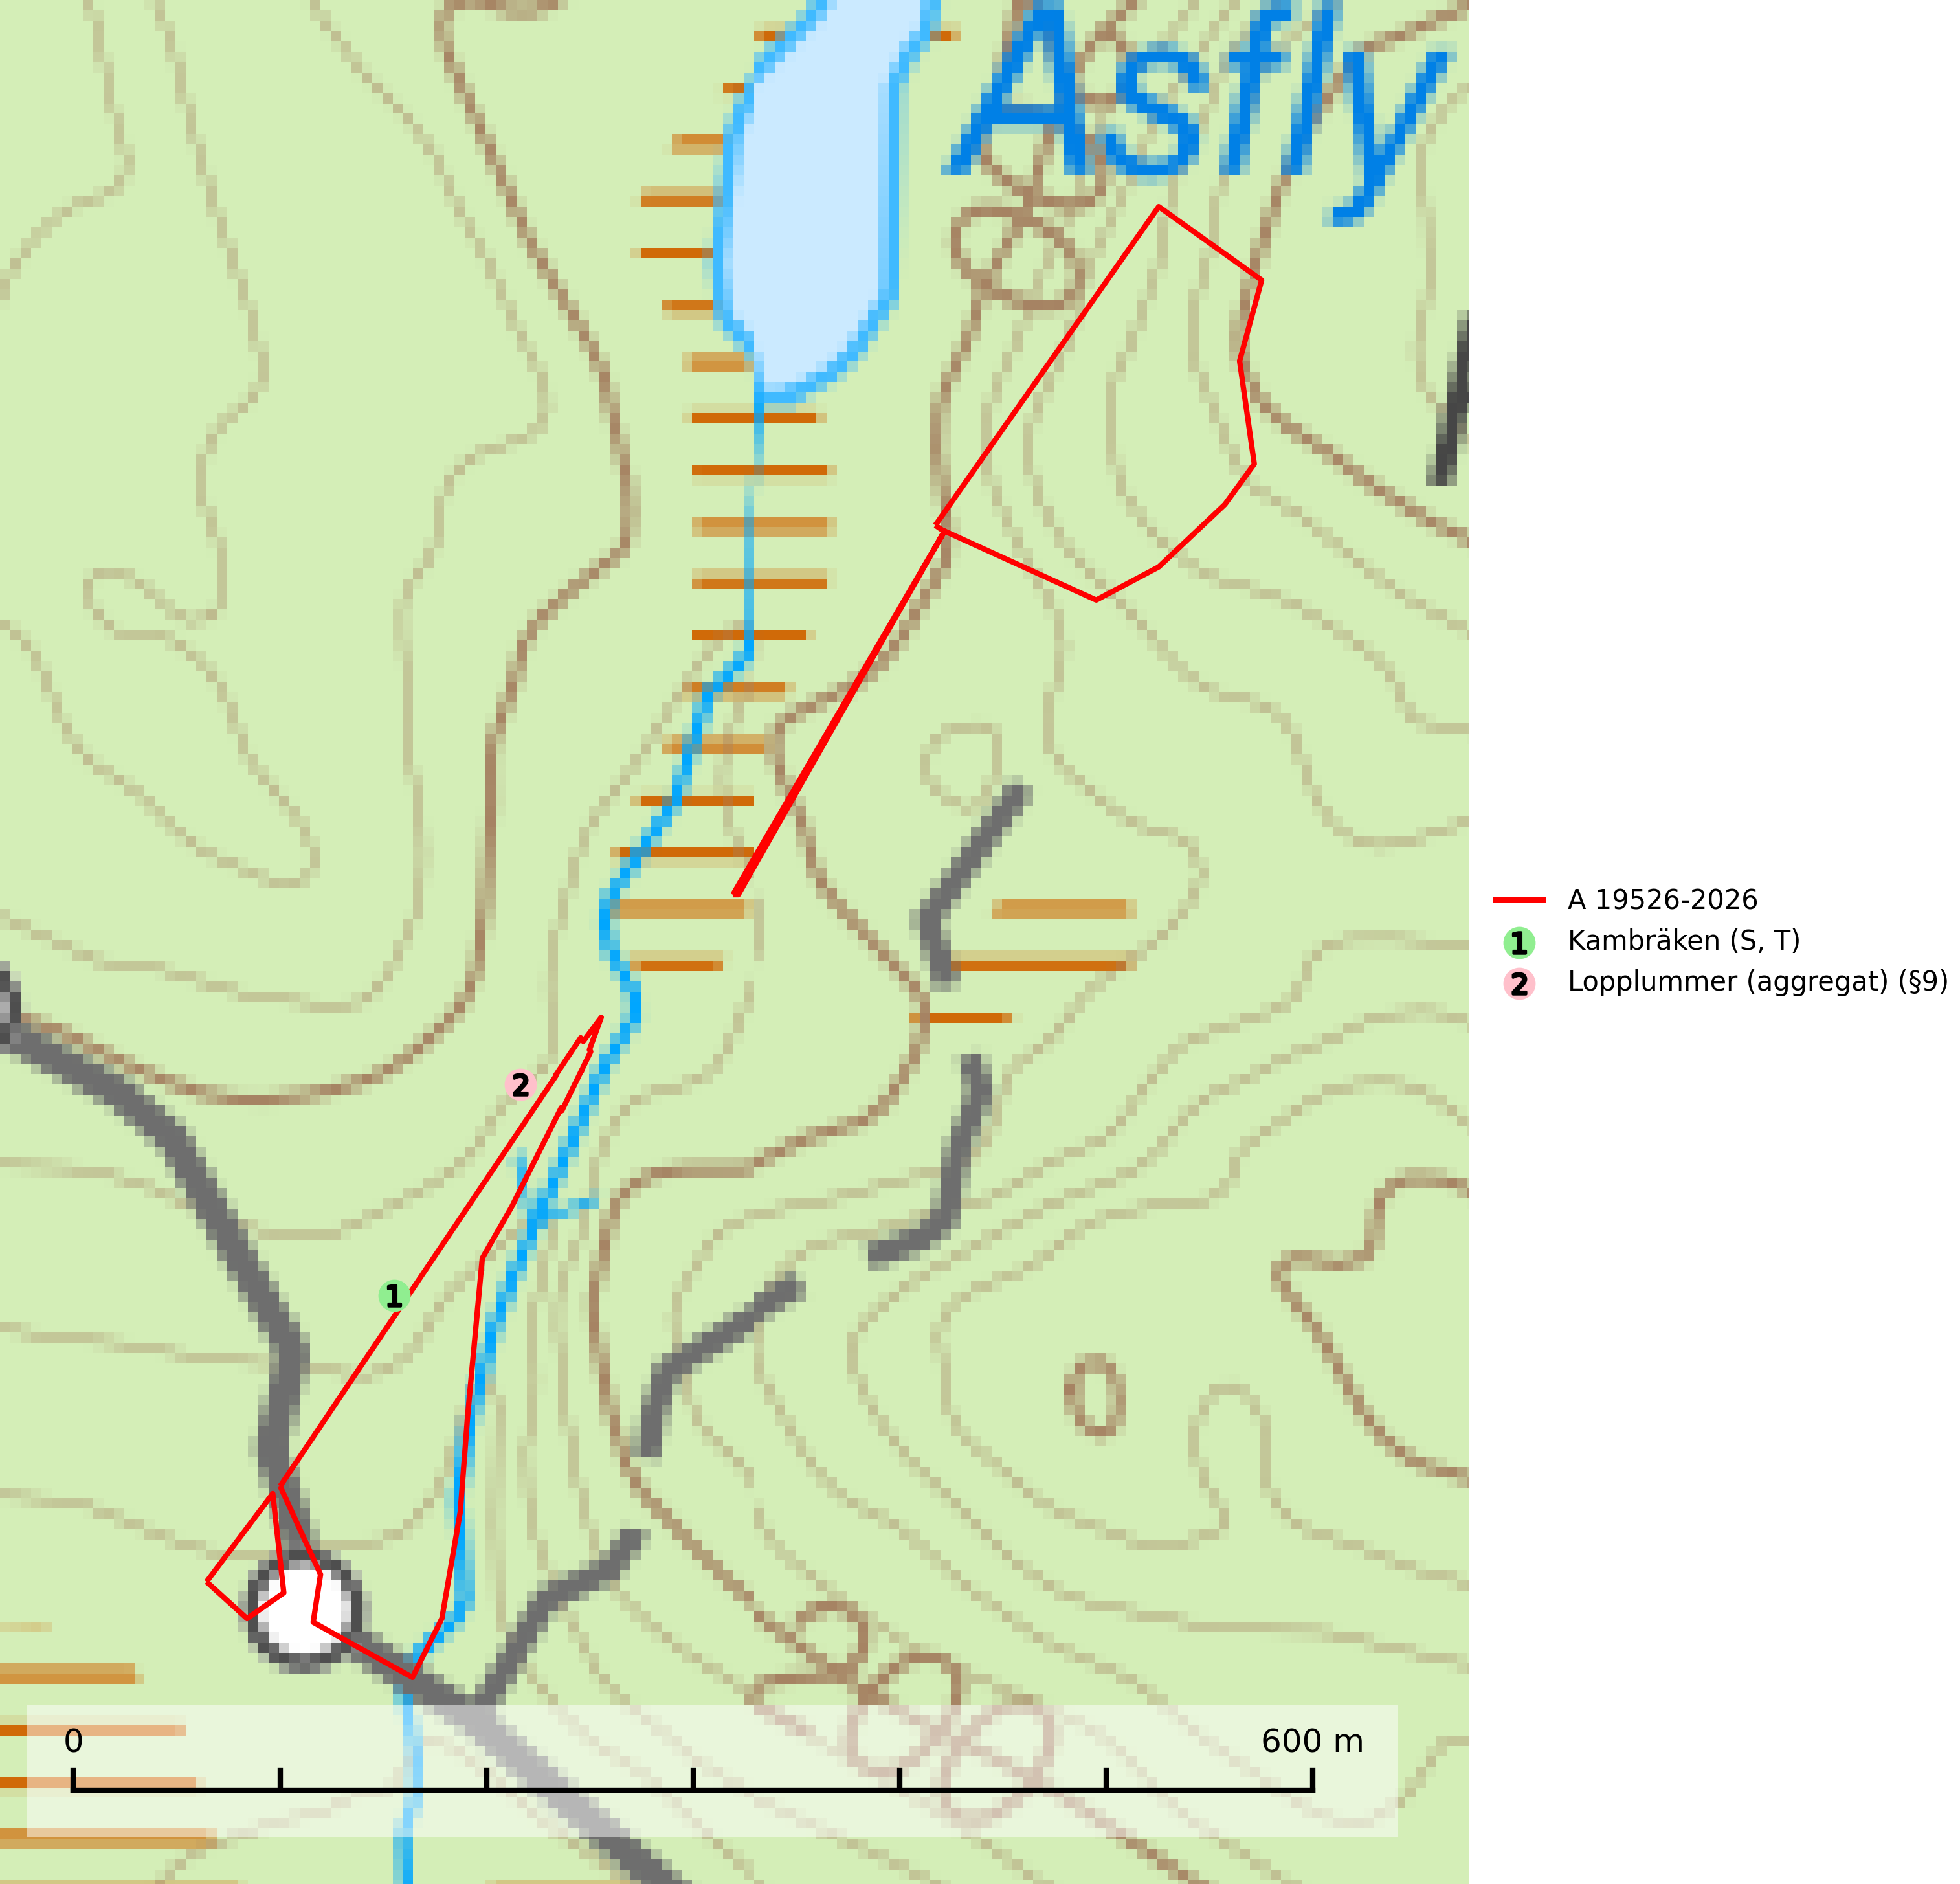 Asfly
A 19526-2026
1 Kambräken (S, T)
2 Lopplummer (aggregat) (§9)
2
1
0 600 m